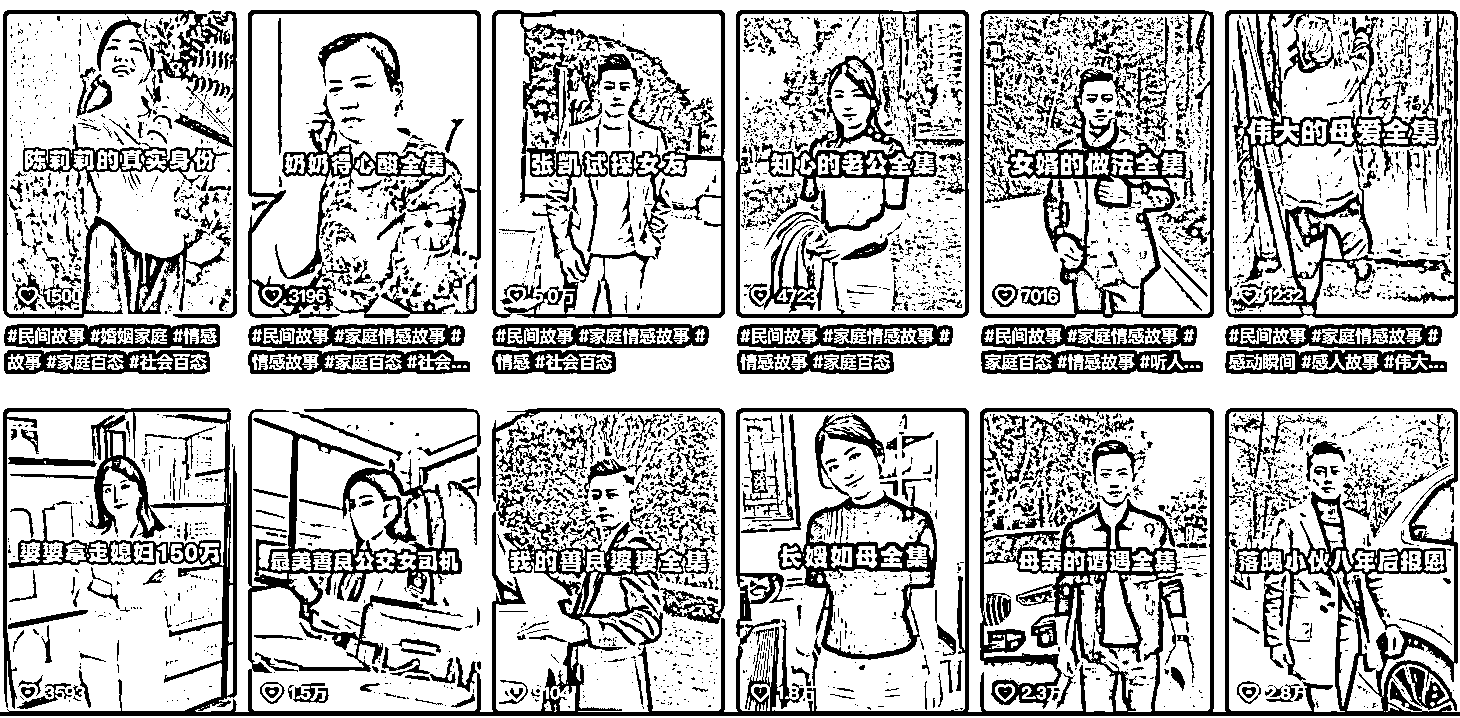 陈莉莉的真实身份
1500
#民间故事 #婚姻家庭 #情感
故事 #家庭百态 #社会百态
奶奶得心酸全集
3196
#民间故事 #家庭情感故事 #
情感故事 #家庭百态 #社会...
张凯试探女友
5.0万
#民间故事 #家庭情感故事 #
情感 #社会百态
知心的老公全集
4723
#民间故事 #家庭情感故事 #
情感故事 #家庭百态
女婿的做法全集
7016
#民间故事 #家庭情感故事 #
家庭百态 #情感故事 #听人...
万福
伟大的母爱全集
1232
#民间故事 #家庭情感故事 #
感动瞬间 #感人故事 #伟大...
婆婆拿走媳妇150万
3593
最美善良公交女司机
1.5万
我的善良婆婆全集
9104
长嫂如母全集
1.8万
母亲的遭遇全集
2.3万
落魄小伙八年后报恩
2.8万